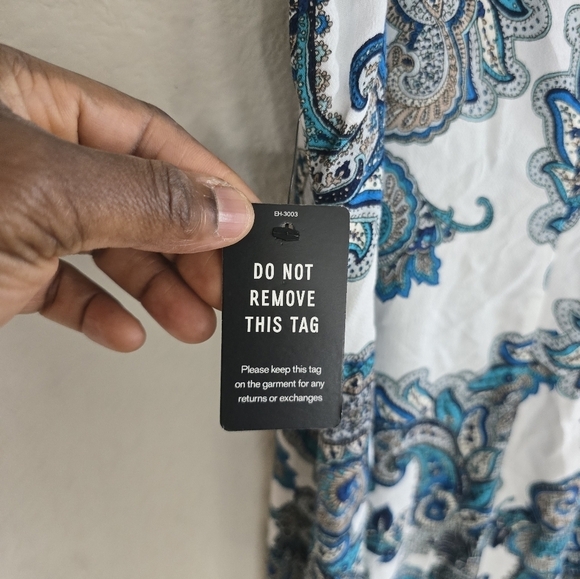 EH-3003
DO NOT
REMOVE
THIS TAG
Please keep this tag
on the garment for any
returns or exchanges